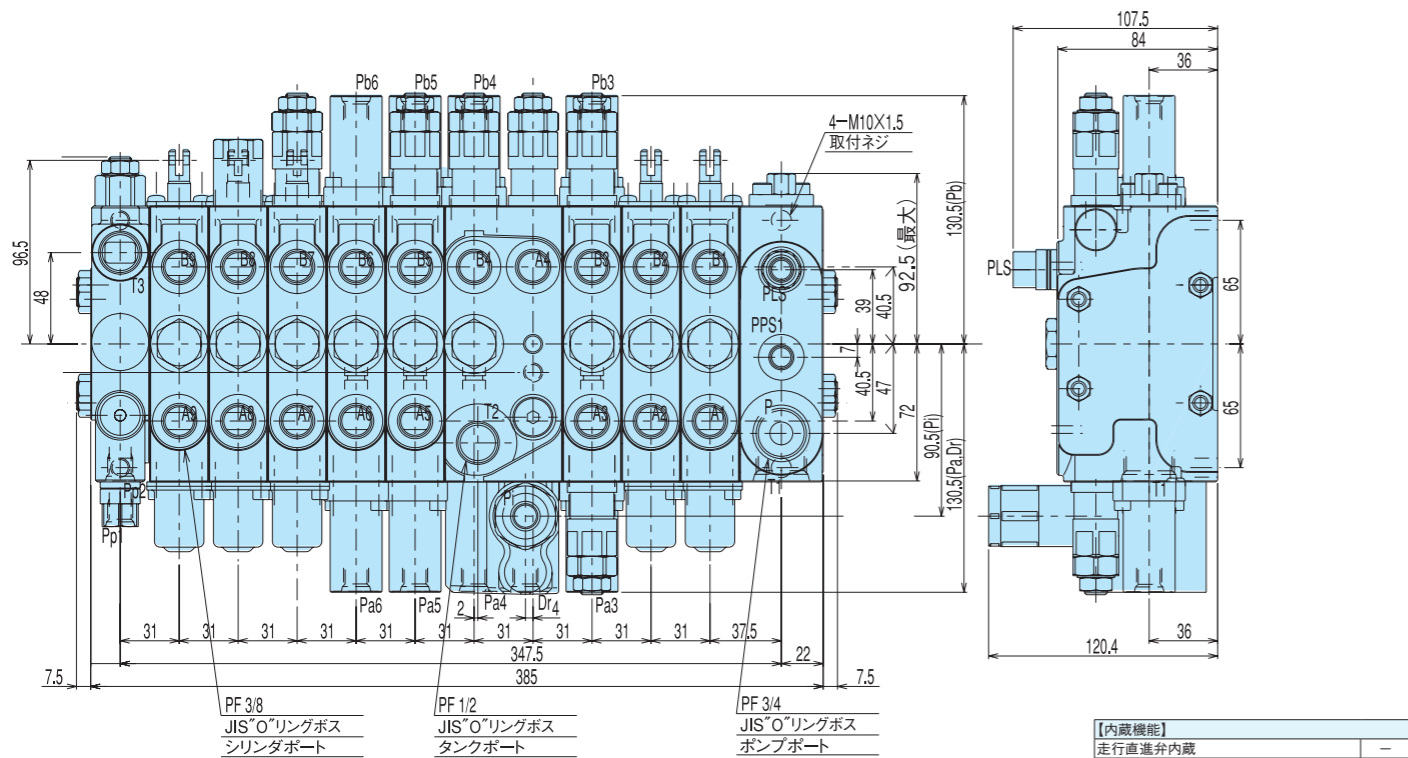 107.5
84
36
Pb6
Pb5
Pb4
Pb3
4-M10X1.5
取付ネジ
130.5(Pb)
92.5(最大)
96.5
48
T3
B9
B8
B7
B6
B5
B4
A4
B3
B2
B1
PLS
39
40.5
PLS
65
PPS1
7
40.5
47
72
90.5(Pi)
130.5(Pa,Dr)
65
A9
A8
A7
A6
A5
T2
A3
A2
A1
P
Pp2
Pp1
Pa6
Pa5
2
Pa4
Dr
4
Pa3
31
31
31
31
31
31
31
31
31
31
37.5
36
347.5
22
120.4
7.5
385
7.5
PF 3/8
JIS"O"リングボス
シリンダポート
PF 1/2
JIS"O"リングボス
タンクポート
PF 3/4
JIS"O"リングボス
ポンプポート
【内蔵機能】
走行直進弁内蔵 －